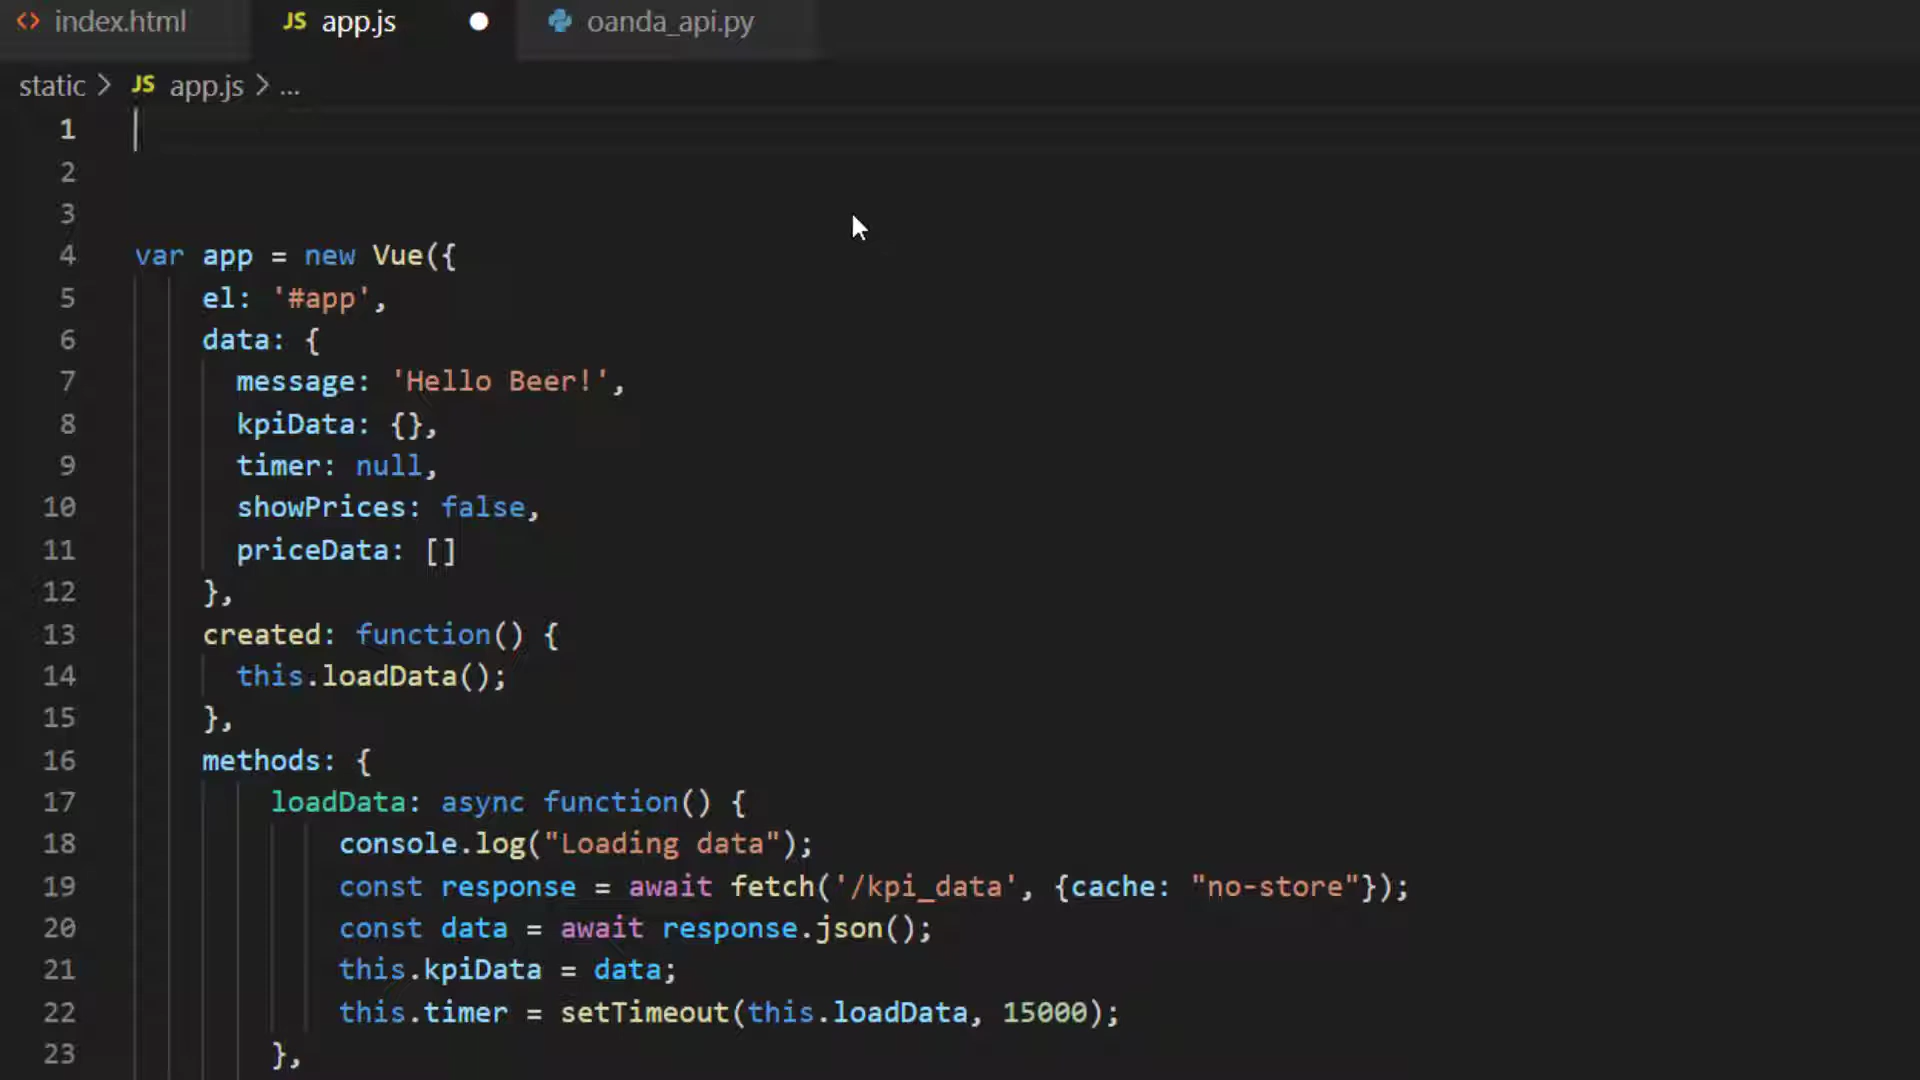 index.html JS app.js oanda_api.py
static > JS app.js > ...
1
2
3
4 var app = new Vue({
5 el: '#app',
6 data: {
7 message: 'Hello Beer!',
8 kpiData: {},
9 timer: null,
10 showPrices: false,
11 priceData: []
12 },
13 created: function() {
14 this.loadData();
15 },
16 methods: {
17 loadData: async function() {
18 console.log("Loading data");
19 const response = await fetch('/kpi_data', {cache: "no-store"});
20 const data = await response.json();
21 this.kpiData = data;
22 this.timer = setTimeout(this.loadData, 15000);
23 },